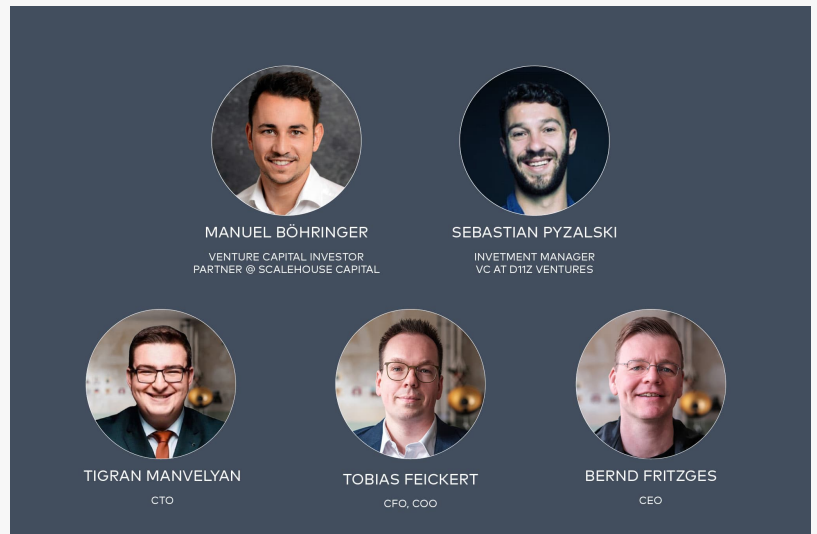 MANUEL BÖHRINGER
VENTURE CAPITAL INVESTOR
PARTNER @ SCALEHOUSE CAPITAL
SEBASTIAN PYZALSKI
INVETMENT MANAGER
VC AT D11Z VENTURES
TIGRAN MANVELYAN
CTO
TOBIAS FEICKERT
CFO, COO
BERND FRITZGES
CEO